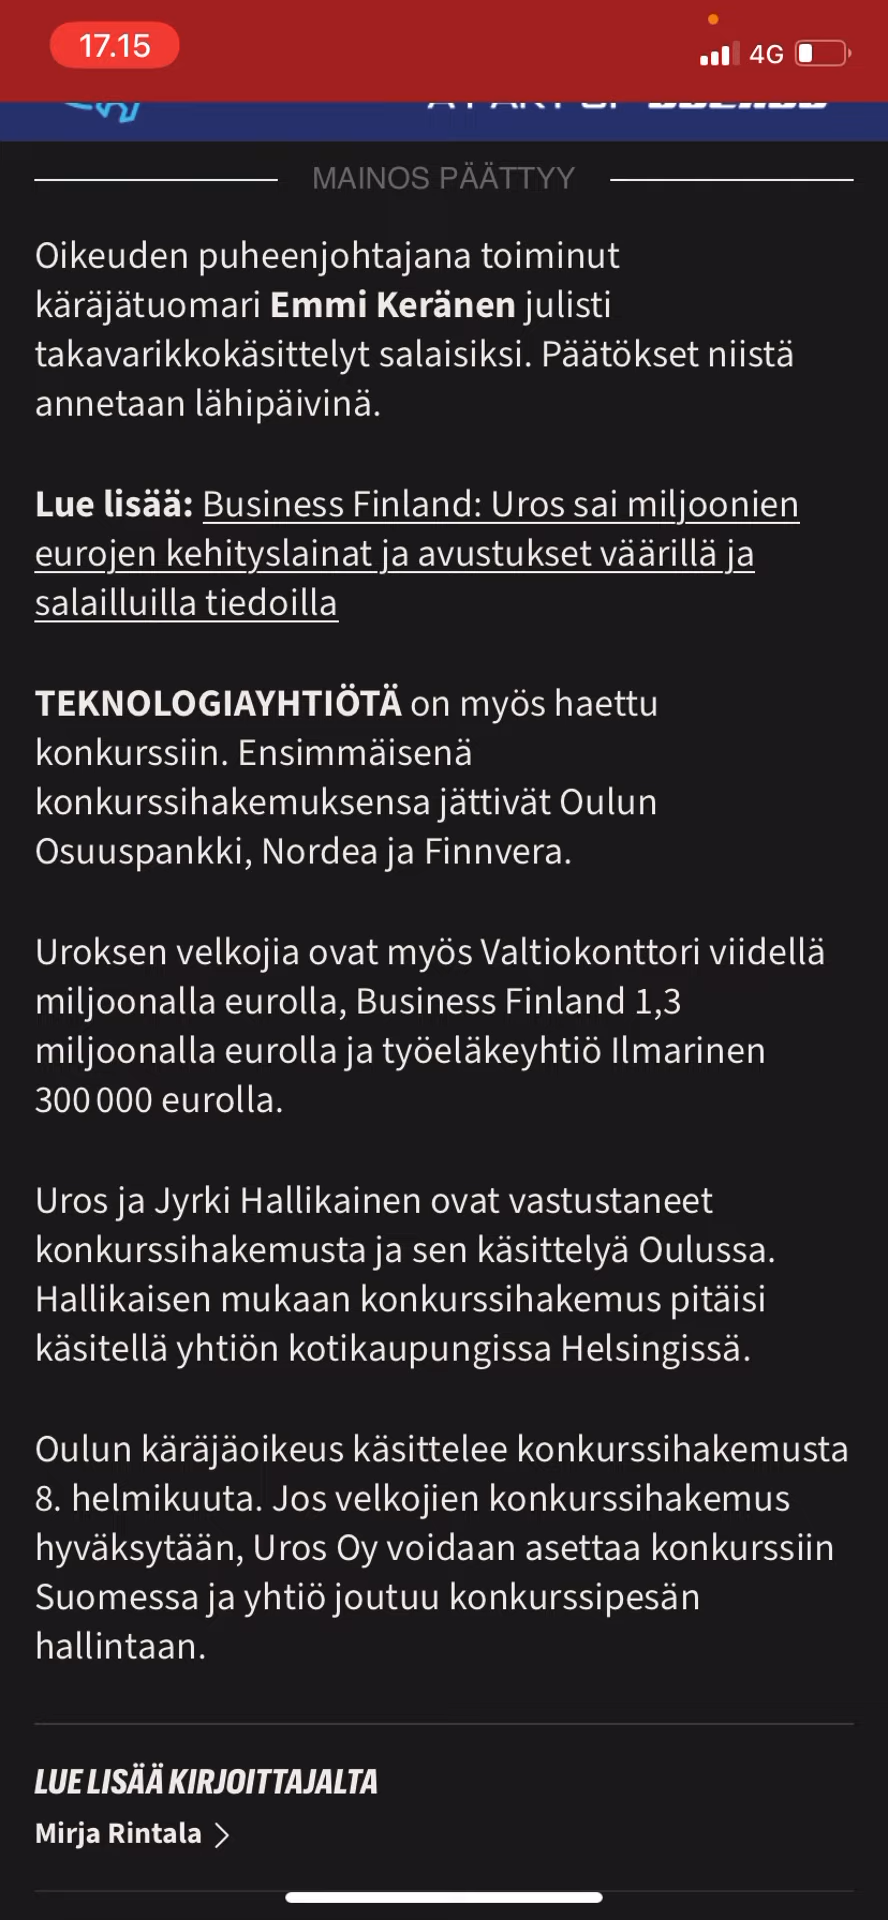 17.15
4G
MAINOS PÄÄTTYY
Oikeuden puheenjohtajana toiminut
käräjätuomari Emmi Keränen julisti
takavarikkokäsittelyt salaisiksi. Päätökset niistä
annetaan lähipäivinä.
Lue lisää: Business Finland: Uros sai miljoonien
eurojen kehityslainat ja avustukset väärillä ja
salailluilla tiedoilla
TEKNOLOGIAYHTIÖTÄ on myös haettu
konkurssiin. Ensimmäisenä
konkurssihakemuksensa jättivät Oulun
Osuuspankki, Nordea ja Finnvera.
Uroksen velkojia ovat myös Valtiokonttori viidellä
miljoonalla eurolla, Business Finland 1,3
miljoonalla eurolla ja työeläkeyhtiö Ilmarinen
300 000 eurolla.
Uros ja Jyrki Hallikainen ovat vastustaneet
konkurssihakemusta ja sen käsittelyä Oulussa.
Hallikaisen mukaan konkurssihakemus pitäisi
käsitellä yhtiön kotikaupungissa Helsingissä.
Oulun käräjäoikeus käsittelee konkurssihakemusta
8. helmikuuta. Jos velkojien konkurssihakemus
hyväksytään, Uros Oy voidaan asettaa konkurssiin
Suomessa ja yhtiö joutuu konkurssipesän
hallintaan.
LUE LISÄÄ KIRJOITTAJALTA
Mirja Rintala